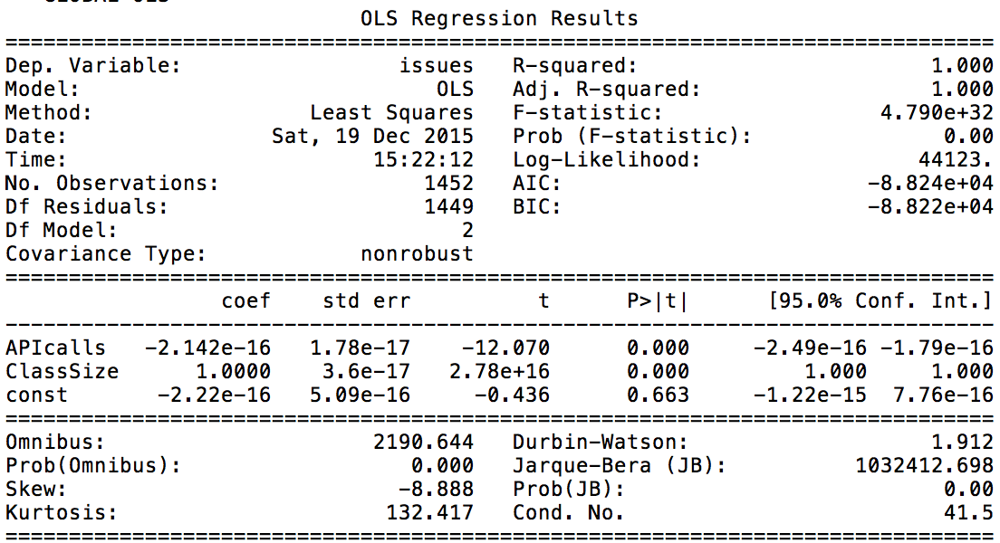 OLS Regression Results
==============================================================================
Dep. Variable: issues R-squared: 1.000
Model: OLS Adj. R-squared: 1.000
Method: Least Squares F-statistic: 4.790e+32
Date: Sat, 19 Dec 2015 Prob (F-statistic): 0.00
Time: 15:22:12 Log-Likelihood: 44123.
No. Observations: 1452 AIC: -8.824e+04
Df Residuals: 1449 BIC: -8.822e+04
Df Model: 2
Covariance Type: nonrobust
==============================================================================
coef std err t P>|t| [95.0% Conf. Int.]
------------------------------------------------------------------------------
APIcalls -2.142e-16 1.78e-17 -12.070 0.000 -2.49e-16 -1.79e-16
ClassSize 1.0000 3.6e-17 2.78e+16 0.000 1.000 1.000
const -2.22e-16 5.09e-16 -0.436 0.663 -1.22e-15 7.76e-16
==============================================================================
Omnibus: 2190.644 Durbin-Watson: 1.912
Prob(Omnibus): 0.000 Jarque-Bera (JB): 1032412.698
Skew: -8.888 Prob(JB): 0.00
Kurtosis: 132.417 Cond. No. 41.5
==============================================================================